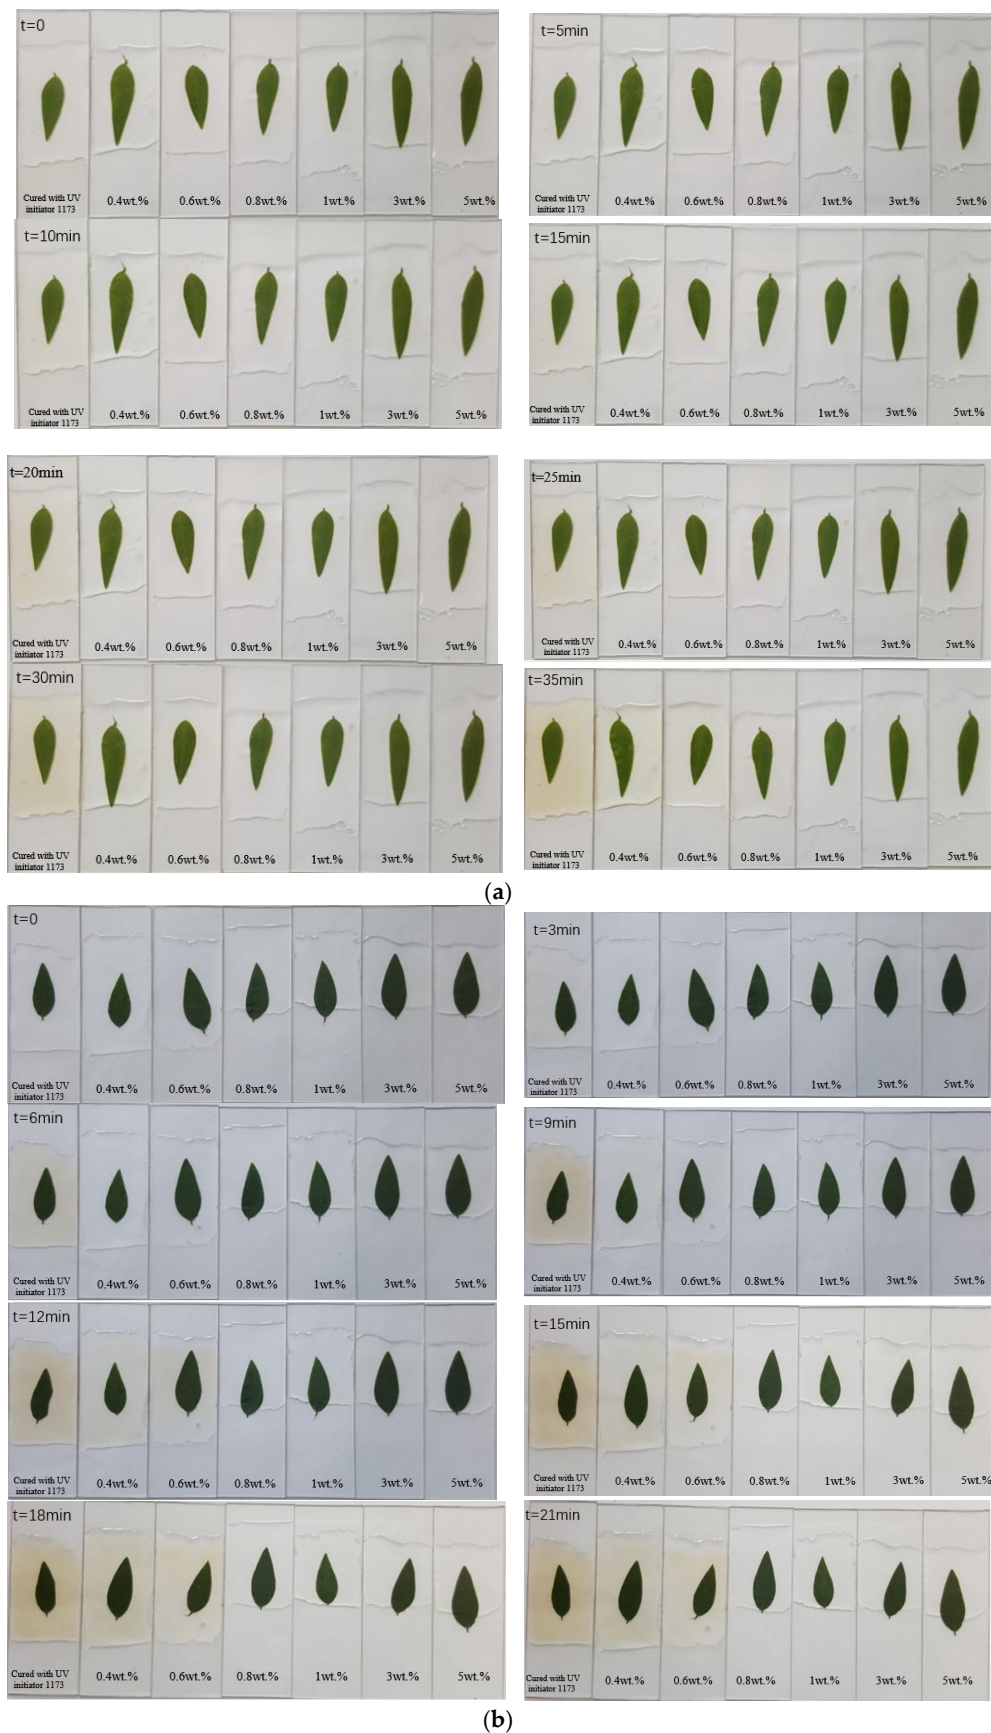 t=0
Cured with UV
initiator 1173
0.4wt.%
0.6wt.%
0.8wt.%
1wt.%
3wt.%
5wt.%
t=5min
Cured with UV
initiator 1173
0.4wt.%
0.6wt.%
0.8wt.%
1wt.%
3wt.%
5wt.%
t=10min
Cured with UV
initiator 1173
0.4wt.%
0.6wt.%
0.8wt.%
1wt.%
3wt.%
5wt.%
t=15min
Cured with UV
initiator 1173
0.4wt.%
0.6wt.%
0.8wt.%
1wt.%
3wt.%
5wt.%
t=20min
Cured with UV
initiator 1173
0.4wt.%
0.6wt.%
0.8wt.%
1wt.%
3wt.%
5wt.%
t=25min
Cured with UV
initiator 1173
0.4wt.%
0.6wt.%
0.8wt.%
1wt.%
3wt.%
5wt.%
t=30min
Cured with UV
initiator 1173
0.4wt.%
0.6wt.%
0.8wt.%
1wt.%
3wt.%
5wt.%
t=35min
Cured with UV
initiator 1173
0.4wt.%
0.6wt.%
0.8wt.%
1wt.%
3wt.%
5wt.%
(a)
t=0
Cured with UV
initiator 1173
0.4wt.%
0.6wt.%
0.8wt.%
1wt.%
3wt.%
5wt.%
t=3min
Cured with UV
initiator 1173
0.4wt.%
0.6wt.%
0.8wt.%
1wt.%
3wt.%
5wt.%
t=6min
Cured with UV
initiator 1173
0.4wt.%
0.6wt.%
0.8wt.%
1wt.%
3wt.%
5wt.%
t=9min
Cured with UV
initiator 1173
0.4wt.%
0.6wt.%
0.8wt.%
1wt.%
3wt.%
5wt.%
t=12min
Cured with UV
initiator 1173
0.4wt.%
0.6wt.%
0.8wt.%
1wt.%
3wt.%
5wt.%
t=15min
Cured with UV
initiator 1173
0.4wt.%
0.6wt.%
0.8wt.%
1wt.%
3wt.%
5wt.%
t=18min
Cured with UV
initiator 1173
0.4wt.%
0.6wt.%
0.8wt.%
1wt.%
3wt.%
5wt.%
t=21min
Cured with UV
initiator 1173
0.4wt.%
0.6wt.%
0.8wt.%
1wt.%
3wt.%
5wt.%
(b)